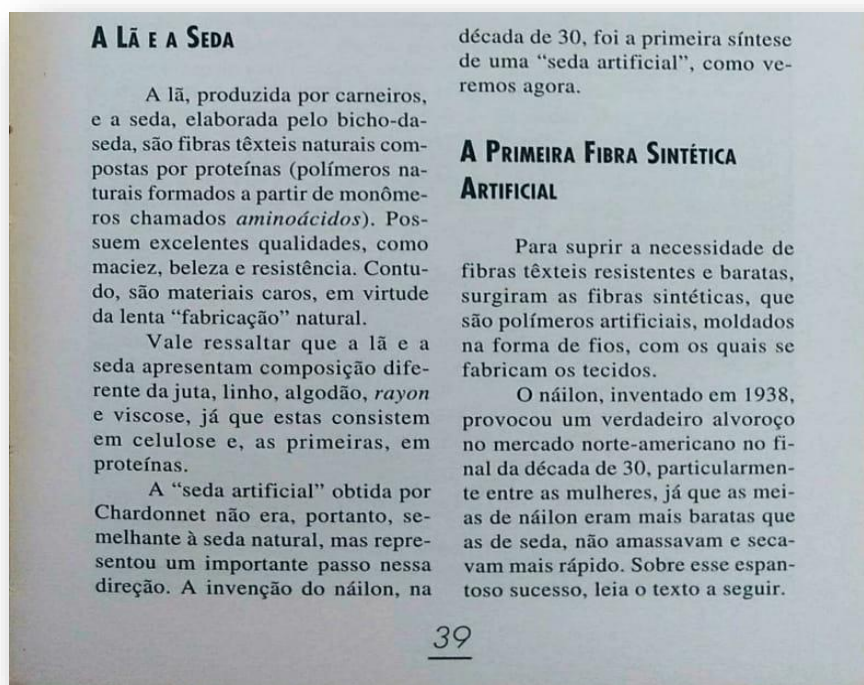 A LÃ E A SEDA
A lã, produzida por carneiros,
e a seda, elaborada pelo bicho-da-
seda, são fibras têxteis naturais com-
postas por proteínas (polímeros na-
turais formados a partir de monôme-
ros chamados aminoácidos). Pos-
suem excelentes qualidades, como
maciez, beleza e resistência. Contu-
do, são materiais caros, em virtude
da lenta “fabricação” natural.
Vale ressaltar que a lã e a
seda apresentam composição dife-
rente da juta, linho, algodão, rayon
e viscose, já que estas consistem
em celulose e, as primeiras, em
proteínas.
A “seda artificial” obtida por
Chardonnet não era, portanto, se-
melhante à seda natural, mas repre-
sentou um importante passo nessa
direção. A invenção do náilon, na
década de 30, foi a primeira síntese
de uma “seda artificial”, como ve-
remos agora.
A PRIMEIRA FIBRA SINTÉTICA
ARTIFICIAL
Para suprir a necessidade de
fibras têxteis resistentes e baratas,
surgiram as fibras sintéticas, que
são polímeros artificiais, moldados
na forma de fios, com os quais se
fabricam os tecidos.
O náilon, inventado em 1938,
provocou um verdadeiro alvoroço
no mercado norte-americano no fi-
nal da década de 30, particularmen-
te entre as mulheres, já que as mei-
as de náilon eram mais baratas que
as de seda, não amassavam e seca-
vam mais rápido. Sobre esse espan-
toso sucesso, leia o texto a seguir.
39